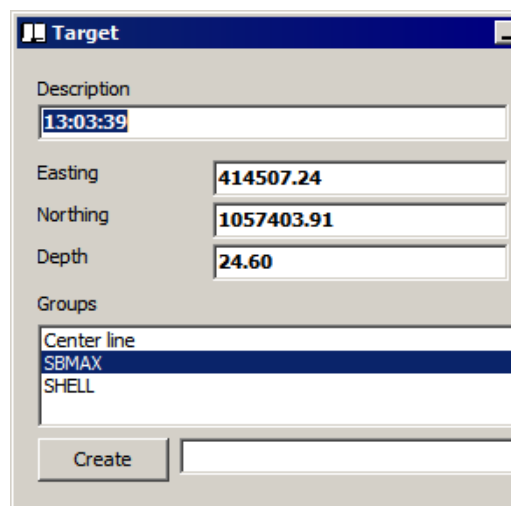 Target
Description
13:03:39
Easting 414507.24
Northing 1057403.91
Depth 24.60
Groups
Center line
SBMAX
SHELL
Create